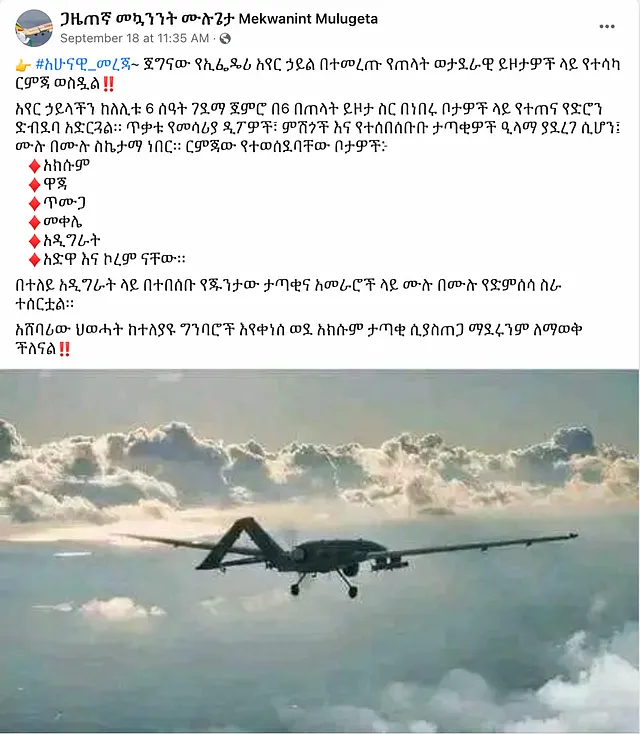 ጋዜጠኛ መኳንንት ሙሉጌታ Mekwanint Mulugeta
September 18 at 11:35 AM ·
👉 #አሁናዊ_መረጃ~ ጀግናው የኢፌዴሪ አየር ኃይል በተመረጡ የጠላት ወታደራዊ ይዞታዎች ላይ የተሳካ
ርምጃ ወስዷል‼️
አየር ኃይላችን ከለሊቱ 6 ሰዓት ገደማ ጀምሮ በ6 በጠላት ይዞታ ስር በነበሩ ቦታዎች ላይ የተጠና የድሮን
ድብደባ አድርጓል። ጥቃቱ የመሳሪያ ዲፖዎች፣ ምሽጎች እና የተሰበሰቡቡ ታጣቂዎች ዒላማ ያደረገ ሲሆን፤
ሙሉ በሙሉ ስኬታማ ነበር። ርምጃው የተወሰደባቸው ቦታዎች፦
♦️አክሱም
♦️ዋጃ
♦️ጥሙጋ
♦️መቀሌ
♦️አዲግራት
♦️አድዋ እና ኮረም ናቸው።
በተለይ አዲግራት ላይ በተበሰቡ የጁንታው ታጣቂና አመራሮች ላይ ሙሉ በሙሉ የድምሰሳ ስራ
ተሰርቷል።
አሸባሪው ህወሓት ከተለያዩ ግንባሮች እየቀነሰ ወደ አክሱም ታጣቂ ሲያስጠጋ ማደሩንም ለማወቅ
ችለናል‼️